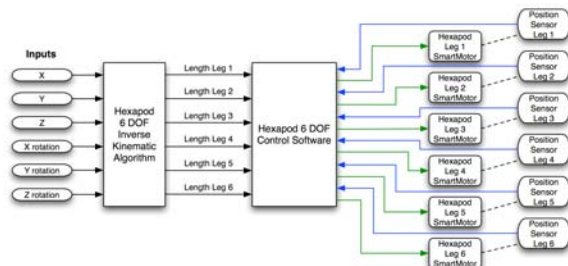 Inputs
X
Y
Z
X rotation
Y rotation
Z rotation
Hexapod
6 DOF
Inverse
Kinematic
Algorithm
Length Leg 1
Length Leg 2
Length Leg 3
Length Leg 4
Length Leg 5
Length Leg 6
Hexapod 6 DOF
Control Software
Hexapod
Leg 1
SmartMotor
Hexapod
Leg 2
SmartMotor
Hexapod
Leg 3
SmartMotor
Hexapod
Leg 4
SmartMotor
Hexapod
Leg 5
SmartMotor
Hexapod
Leg 6
SmartMotor
Position
Sensor
Leg 1
Position
Sensor
Leg 2
Position
Sensor
Leg 3
Position
Sensor
Leg 4
Position
Sensor
Leg 5
Position
Sensor
Leg 6